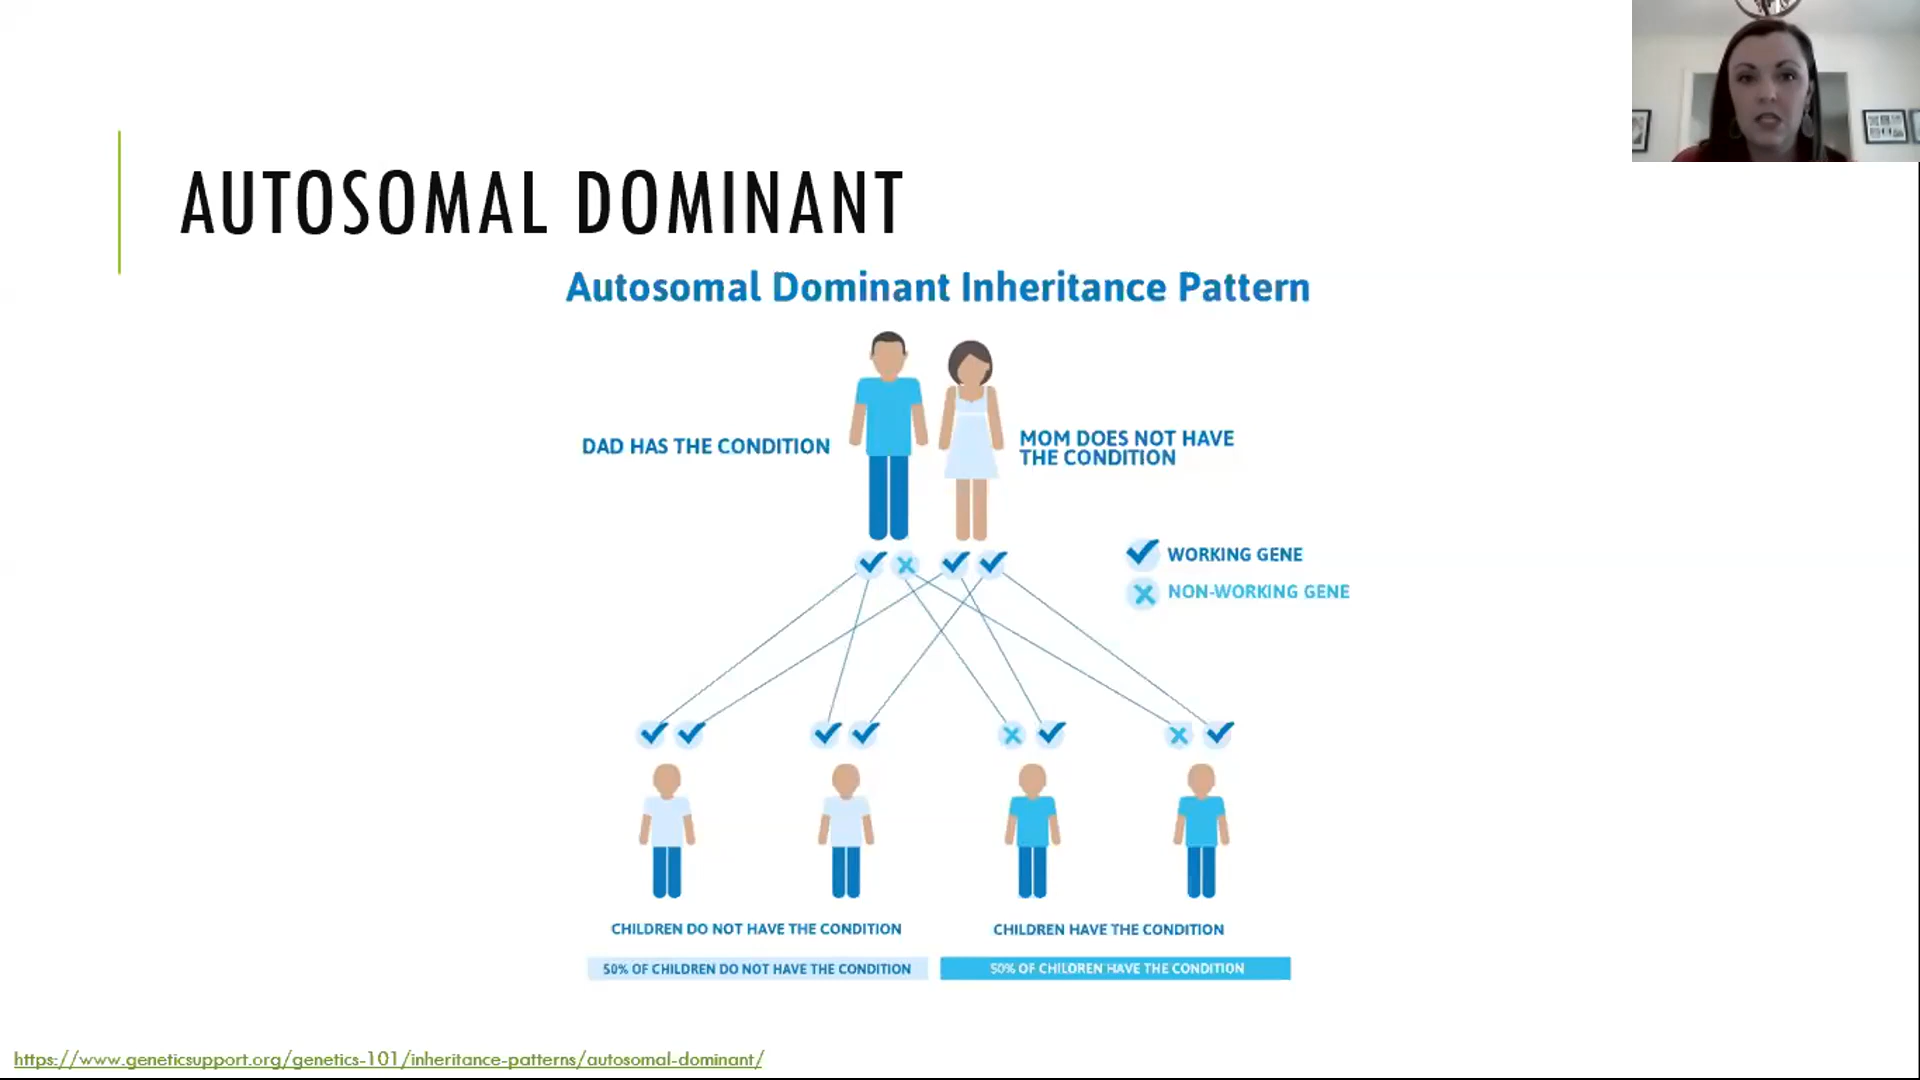 AUTOSOMAL DOMINANT
Autosomal Dominant Inheritance Pattern
DAD HAS THE CONDITION
MOM DOES NOT HAVE
THE CONDITION
WORKING GENE
NON-WORKING GENE
CHILDREN DO NOT HAVE THE CONDITION
CHILDREN HAVE THE CONDITION
50% OF CHILDREN DO NOT HAVE THE CONDITION
50% OF CHILDREN HAVE THE CONDITION
https://www.geneticsupport.org/genetics-101/inheritance-patterns/autosomal-dominant/